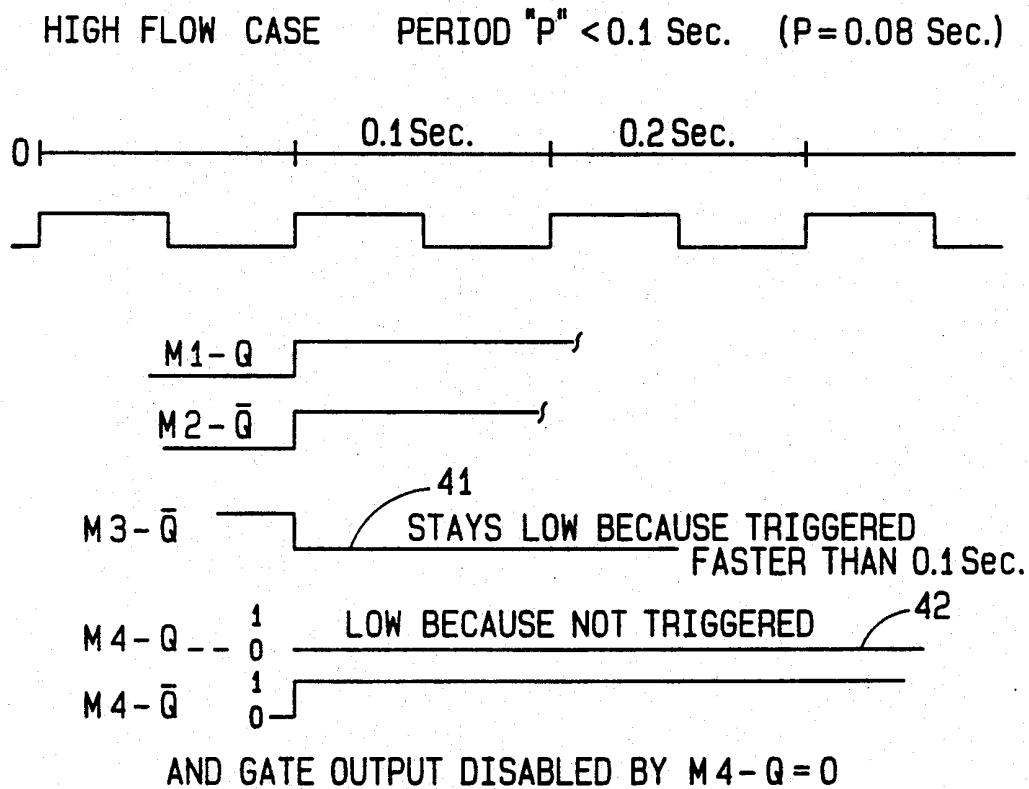 HIGH FLOW CASE PERIOD "P" < 0.1 Sec. (P = 0.08 Sec.)
0 0.1 Sec. 0.2 Sec.
M1-Q
M2-Q̅
41
M3-Q̅ STAYS LOW BECAUSE TRIGGERED
FASTER THAN 0.1 Sec.
42
M4-Q -- 1 0 LOW BECAUSE NOT TRIGGERED
M4-Q̅ 1 0
AND GATE OUTPUT DISABLED BY M4-Q = 0